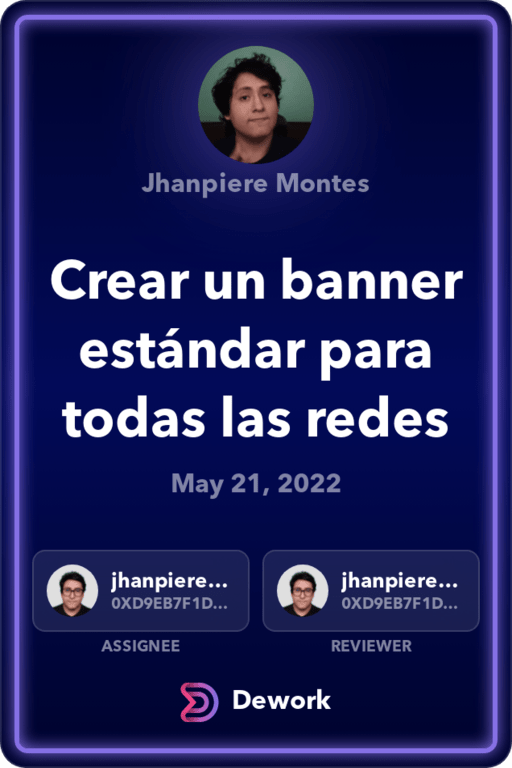 Jhanpiere Montes
Crear un banner
estándar para
todas las redes
May 21, 2022
jhanpiere... jhanpiere...
0XD9EB7F1D... 0XD9EB7F1D...
ASSIGNEE REVIEWER
Dework